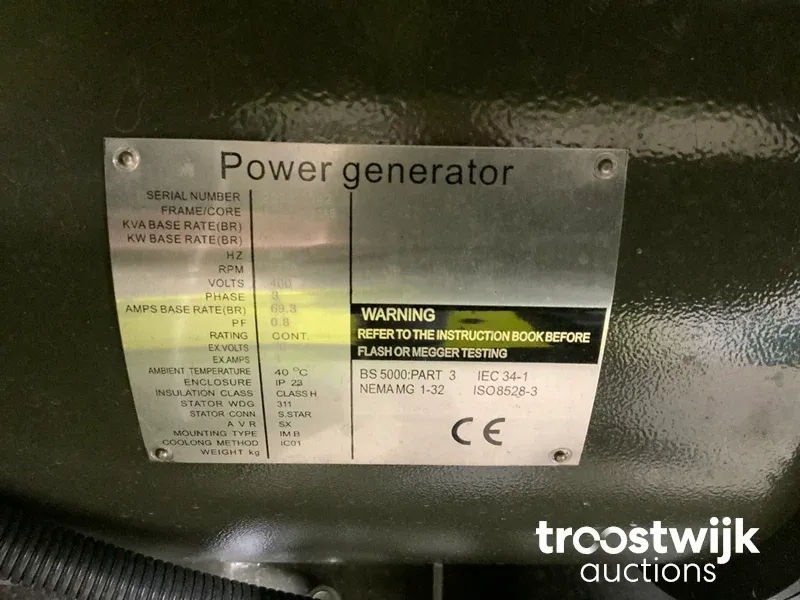 Power generator
SERIAL NUMBER
FRAME/CORE
KVA BASE RATE(BR)
KW BASE RATE(BR)
HZ
RPM
VOLTS 400
PHASE 3
AMPS BASE RATE(BR) 69.3
PF 0.8
RATING CONT.
EX.VOLTS
EX.AMPS
AMBIENT TEMPERATURE 40 °C
ENCLOSURE IP 23
INSULATION CLASS CLASS H
STATOR WDG 311
STATOR CONN S.STAR
A V R SX
MOUNTING TYPE IM B
COOLONG METHOD IC01
WEIGHT kg
WARNING
REFER TO THE INSTRUCTION BOOK BEFORE
FLASH OR MEGGER TESTING
BS 5000:PART 3 IEC 34-1
NEMA MG 1-32 ISO8528-3
CE
troostwijk
auctions